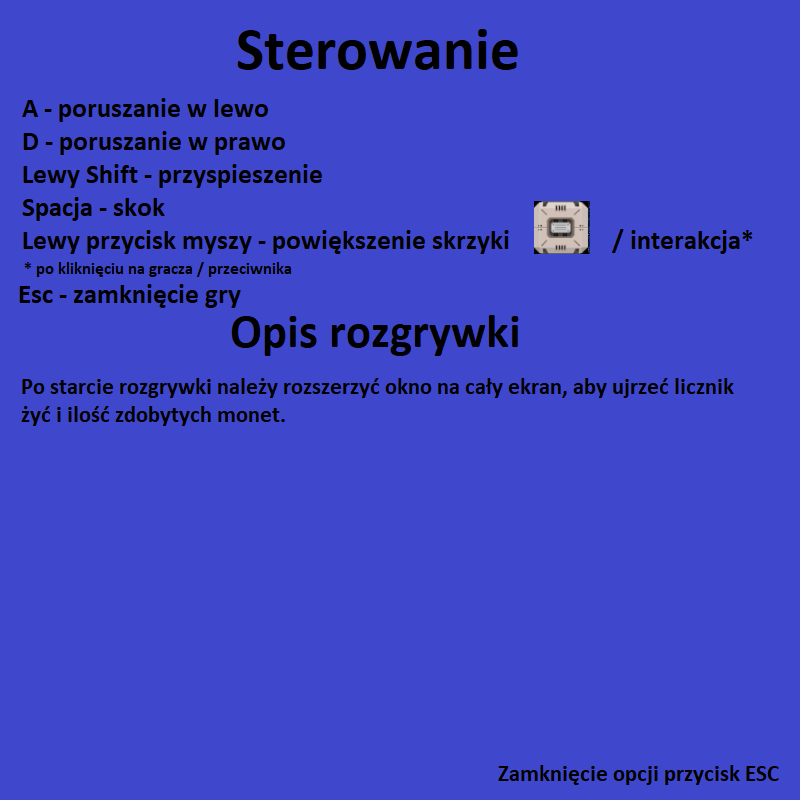 Sterowanie
A - poruszanie w lewo
D - poruszanie w prawo
Lewy Shift - przyspieszenie
Spacja - skok
Lewy przycisk myszy - powiększenie skrzyki / interakcja*
* po kliknięciu na gracza / przeciwnika
Esc - zamknięcie gry
Opis rozgrywki
Po starcie rozgrywki należy rozszerzyć okno na cały ekran, aby ujrzeć licznik
żyć i ilość zdobytych monet.
Zamknięcie opcji przycisk ESC